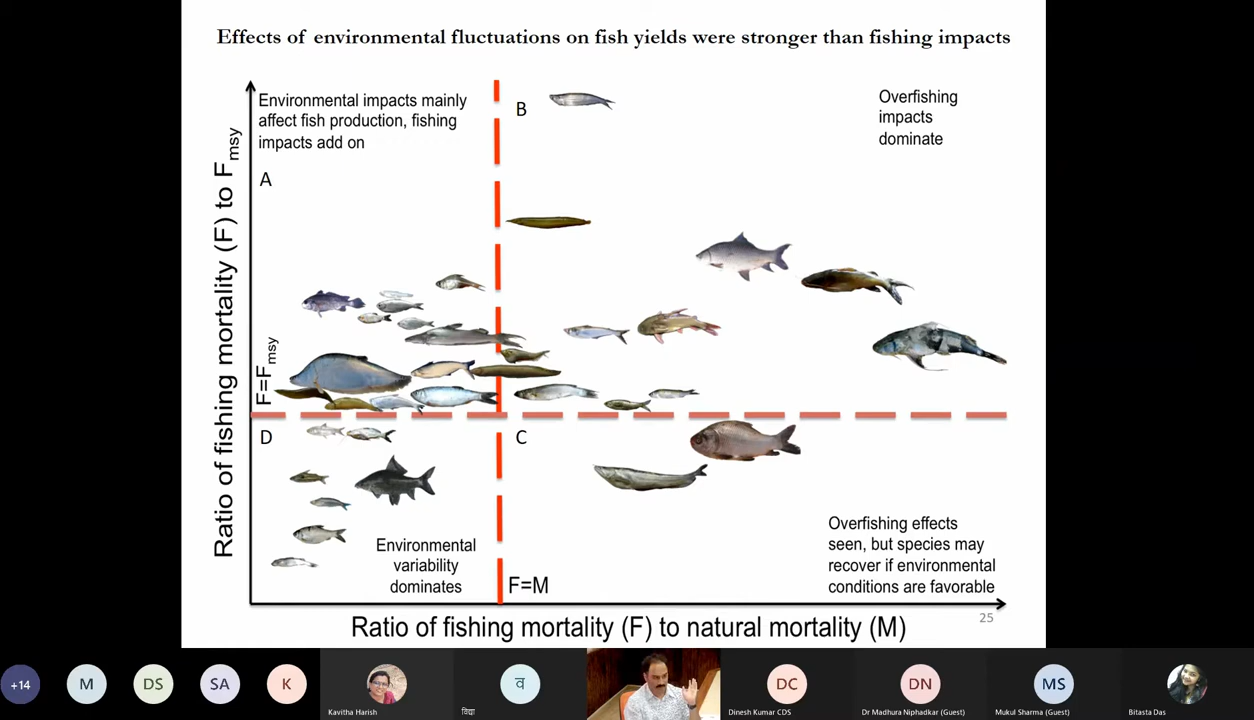 Effects of environmental fluctuations on fish yields were stronger than fishing impacts
Environmental impacts mainly
affect fish production, fishing
impacts add on
A
B
Overfishing
impacts
dominate
Ratio of fishing mortality (F) to Fmsy
F=Fmsy
D
C
Environmental
variability
dominates
F=M
Overfishing effects
seen, but species may
recover if environmental
conditions are favorable
25
Ratio of fishing mortality (F) to natural mortality (M)
+14
M
DS
SA
K
Kavitha Harish
व
विद्या
DC
Dinesh Kumar CDS
DN
Dr Madhura Niphadkar (Guest)
MS
Mukul Sharma (Guest)
Bitasta Das